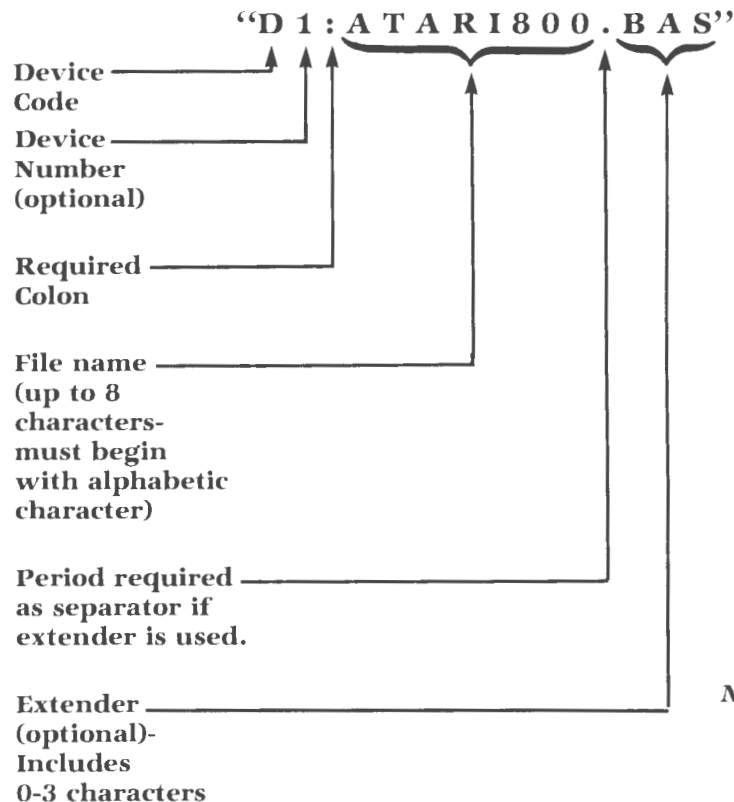 “D1:ATARI800.BAS”
Device
Code
Device
Number
(optional)
Required
Colon
File name
(up to 8
characters-
must begin
with alphabetic
character)
Period required
as separator if
extender is used.
N
Extender
(optional)-
Includes
0-3 characters